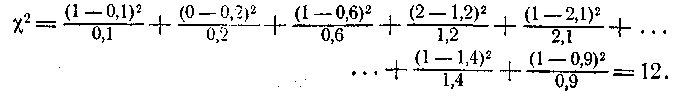 χ² = (1 — 0,1)²/0,1 + (0 — 0,2)²/0,2 + (1 — 0,6)²/0,6 + (2 — 1,2)²/1,2 + (1 — 2,1)²/2,1 + ...
... + (1 — 1,4)²/1,4 + (1 — 0,9)²/0,9 = 12.